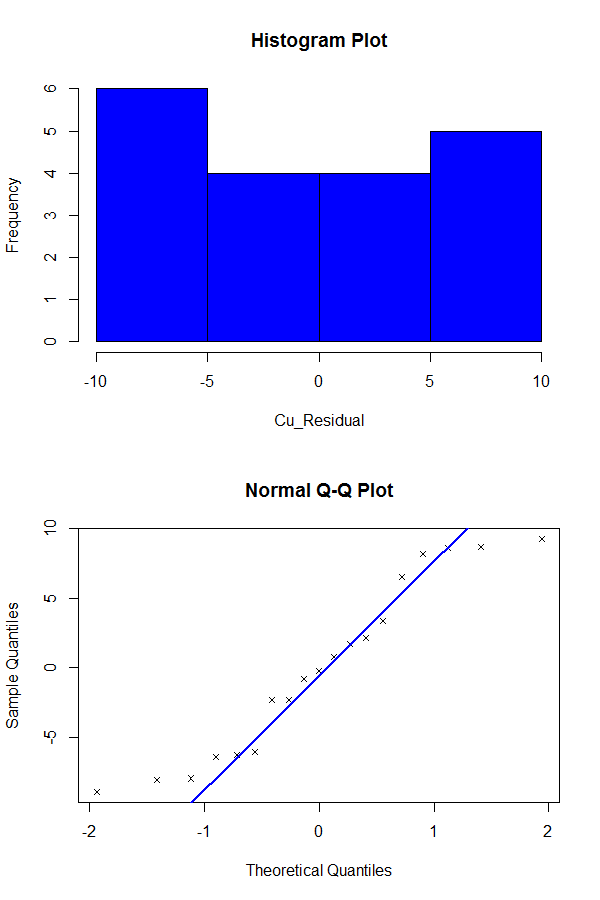 Histogram Plot
6
5
4
3
2
1
0
Frequency
-10 -5 0 5 10
Cu_Residual
Normal Q-Q Plot
10
5
0
-5
Sample Quantiles
-2 -1 0 1 2
Theoretical Quantiles